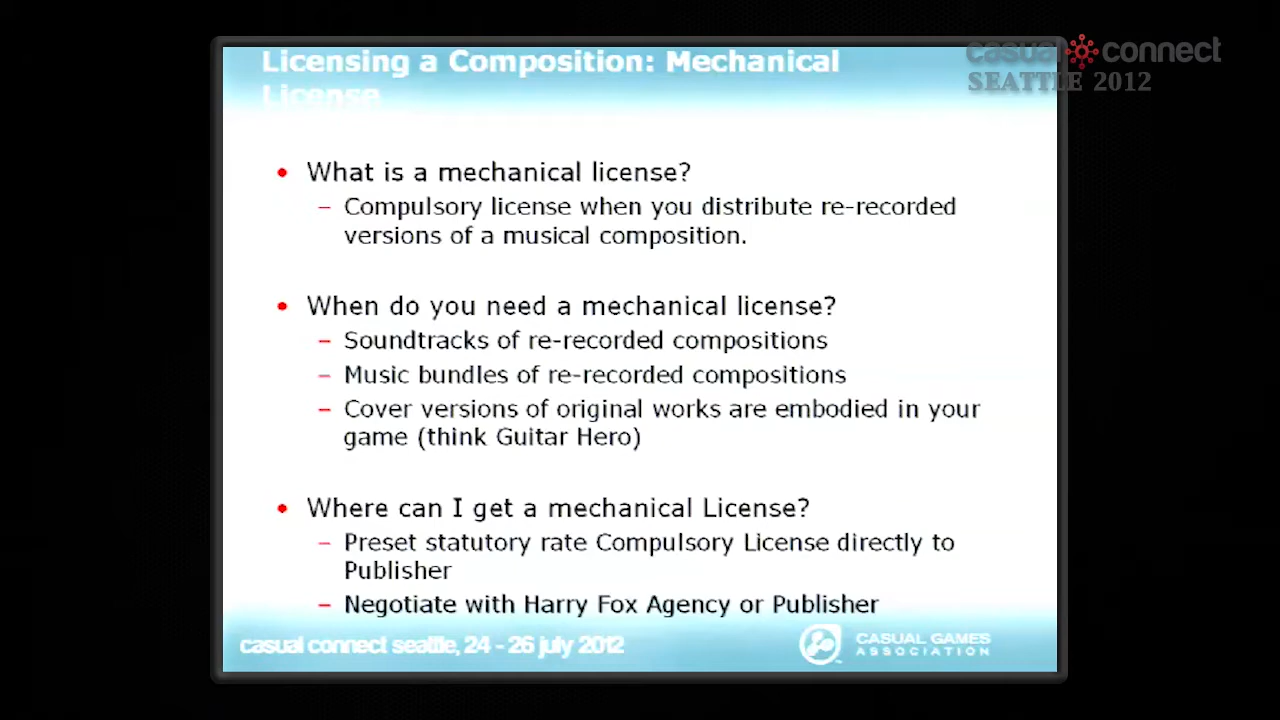 Licensing a Composition: Mechanical
License
casual connect
SEATTLE 2012
• What is a mechanical license?
– Compulsory license when you distribute re-recorded
versions of a musical composition.
• When do you need a mechanical license?
– Soundtracks of re-recorded compositions
– Music bundles of re-recorded compositions
– Cover versions of original works are embodied in your
game (think Guitar Hero)
• Where can I get a mechanical License?
– Preset statutory rate Compulsory License directly to
Publisher
– Negotiate with Harry Fox Agency or Publisher
casual connect seattle, 24 - 26 july 2012
CASUAL GAMES
ASSOCIATION